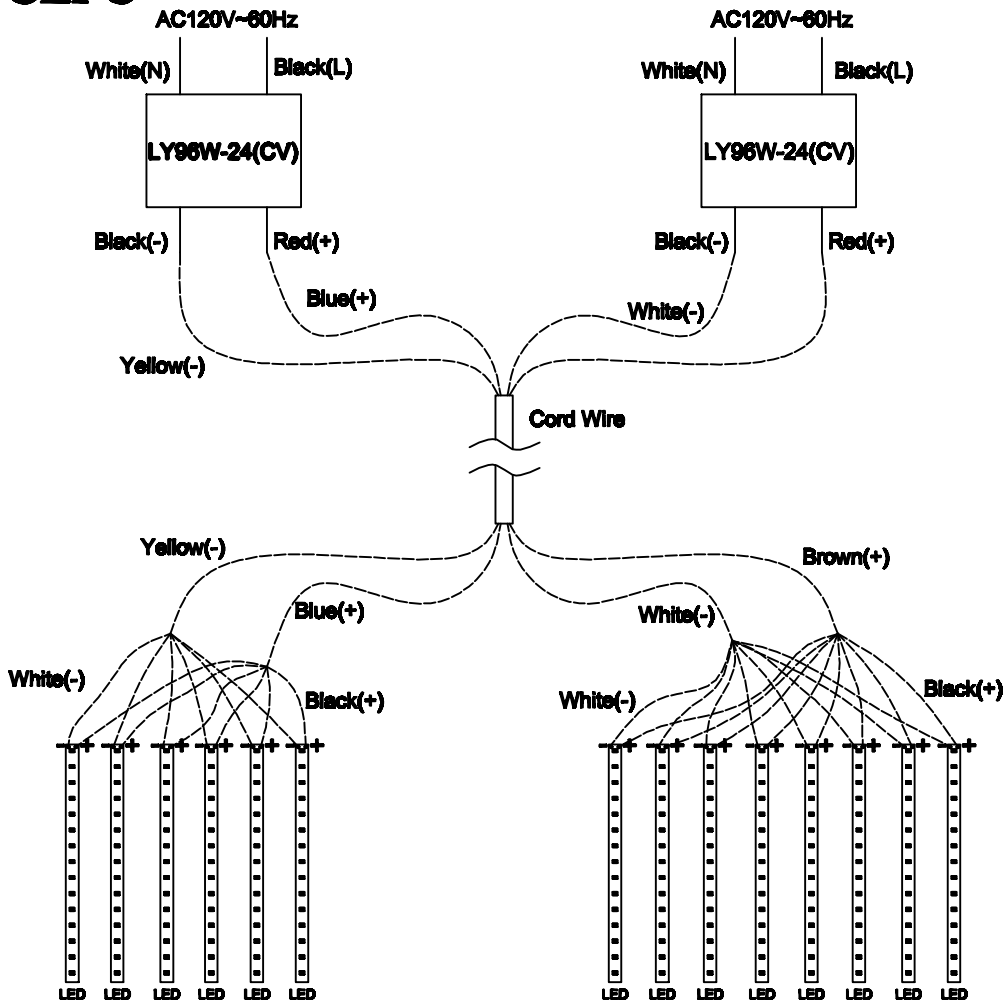 AC120V~60Hz AC120V~60Hz
White(N) Black(L) White(N) Black(L)
LY96W-24(CV) LY96W-24(CV)
Black(-) Red(+) Black(-) Red(+)
Blue(+) White(-)
Yellow(-)
Cord Wire
Yellow(-) Brown(+)
Blue(+) White(-)
White(-) Black(+) White(-) Black(+)
- + - + - + - + - + - + - + - + - + - + - + - + - + - +
LED LED LED LED LED LED LED LED LED LED LED LED LED LED